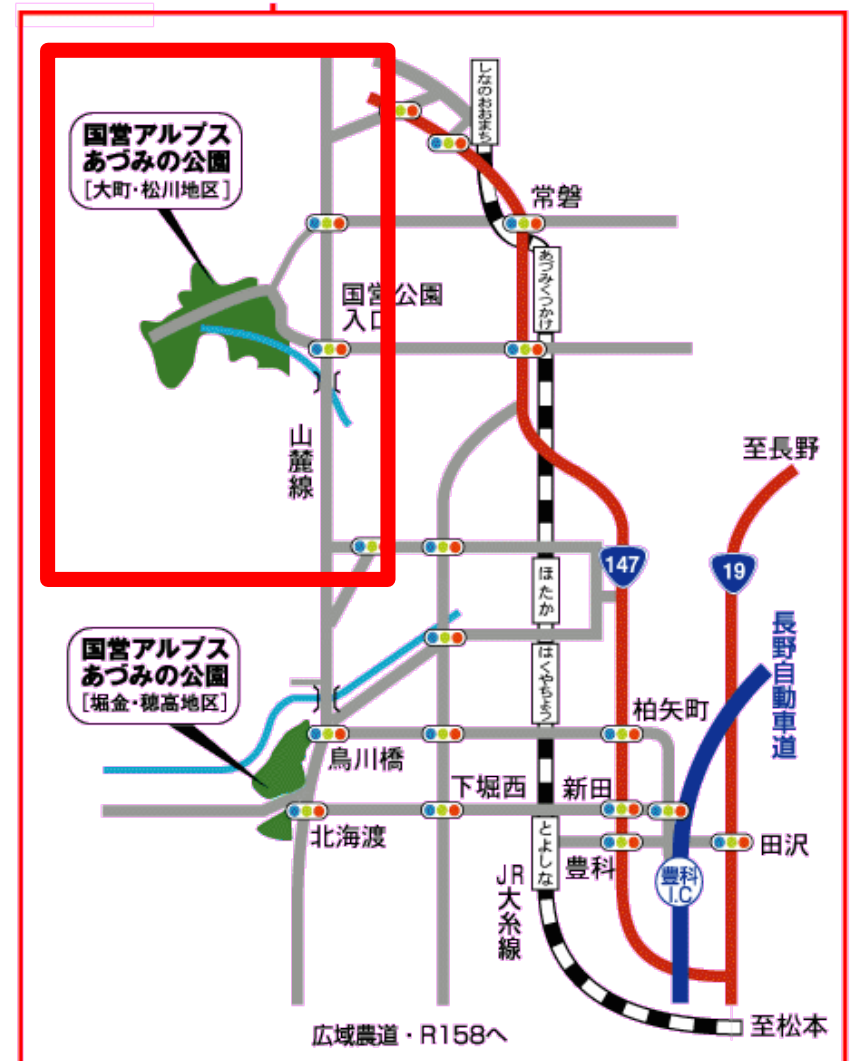 しなのおおまち
国営アルプス
あづみの公園
[大町・松川地区]
常磐
あづみくつかけ
国営公園
入口
山麓線
至長野
147
19
ほたか
長野自動車道
国営アルプス
あづみの公園
[堀金・穂高地区]
はくやちょう
柏矢町
烏川橋
下堀西
新田
北海渡
とよしな
豊科
田沢
豊科
I.C
JR大糸線
広域農道・R158へ
至松本